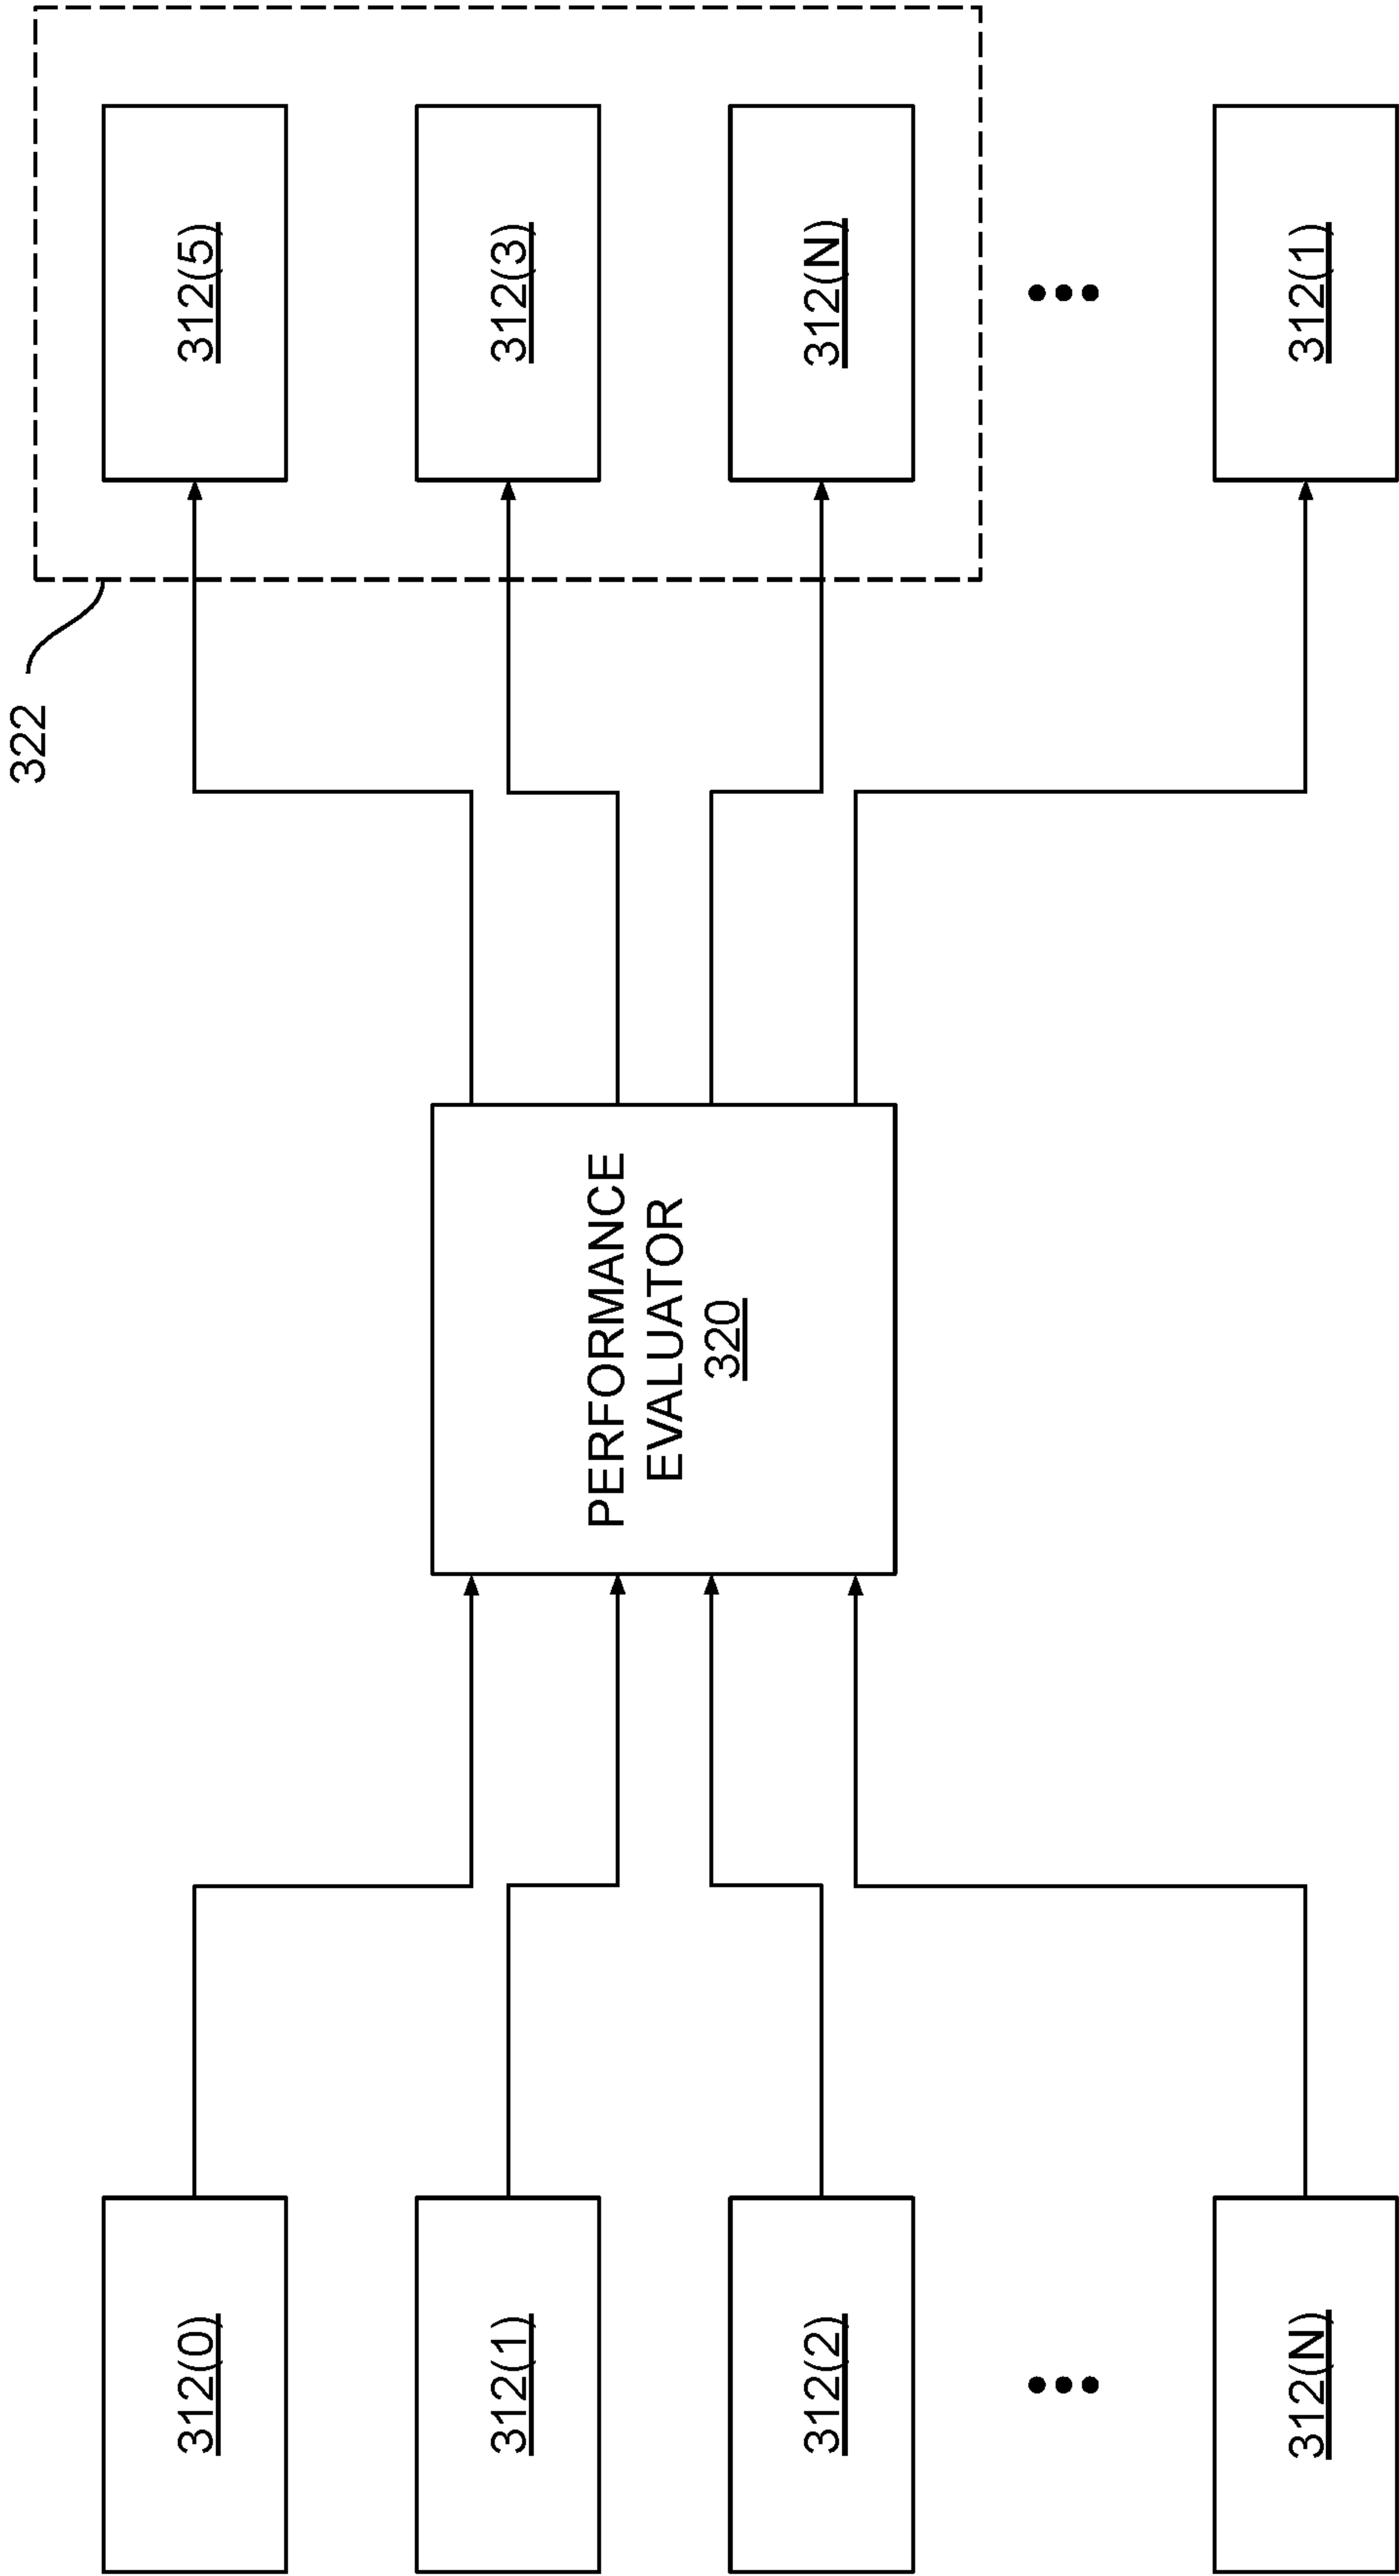 312(0)
312(1)
312(2)
312(N)
PERFORMANCE
EVALUATOR
320
322
312(5)
312(3)
312(N)
312(1)